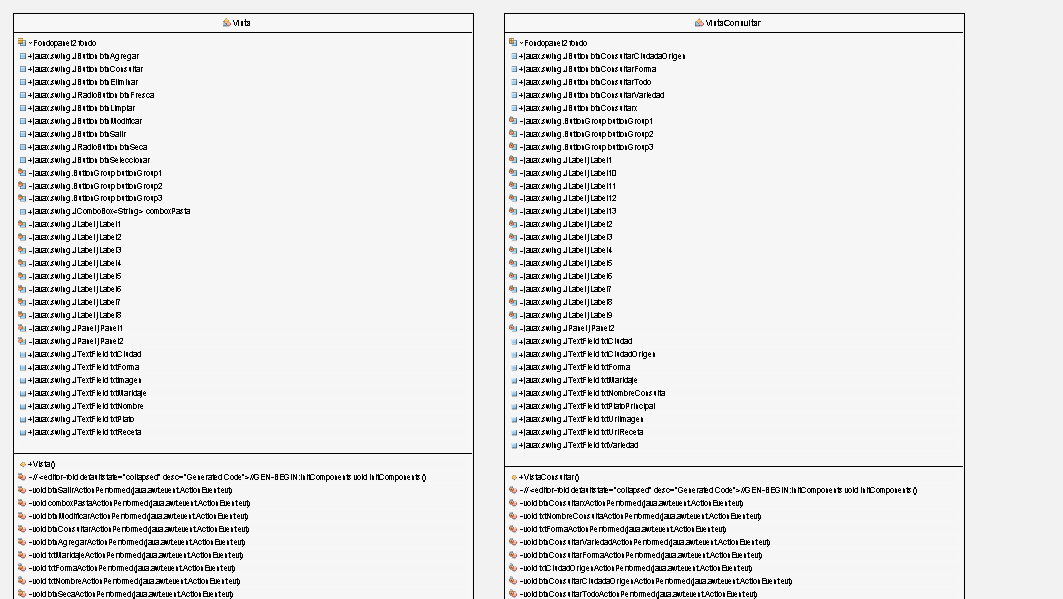 Vista
~Fondopanel2 fondo
+javax.swing.JButton btnAgregar
+javax.swing.JButton btnConsultar
+javax.swing.JButton btnEliminar
+javax.swing.JRadioButton btnFresca
+javax.swing.JButton btnLimpiar
+javax.swing.JButton btnModificar
+javax.swing.JButton btnSalir
+javax.swing.JRadioButton btnSeca
+javax.swing.JButton btnSeleccionar
-javax.swing.ButtonGroup buttonGroup1
-javax.swing.ButtonGroup buttonGroup2
-javax.swing.ButtonGroup buttonGroup3
+javax.swing.JComboBox<String> comboxPasta
-javax.swing.JLabel jLabel1
-javax.swing.JLabel jLabel2
-javax.swing.JLabel jLabel3
-javax.swing.JLabel jLabel4
-javax.swing.JLabel jLabel5
-javax.swing.JLabel jLabel6
-javax.swing.JLabel jLabel7
-javax.swing.JLabel jLabel8
-javax.swing.JPanel jPanel1
-javax.swing.JPanel jPanel2
+javax.swing.JTextField txtCiudad
+javax.swing.JTextField txtForma
+javax.swing.JTextField txtImagen
+javax.swing.JTextField txtMaridaje
+javax.swing.JTextField txtNombre
+javax.swing.JTextField txtPlato
+javax.swing.JTextField txtReceta
+Vista()
-// <editor-fold defaultstate="collapsed" desc="Generated Code">//GEN-BEGIN:initComponents void initComponents()
-void btnSalirActionPerformed(java.awt.event.ActionEvent evt)
-void comboxPastaActionPerformed(java.awt.event.ActionEvent evt)
-void btnModificarActionPerformed(java.awt.event.ActionEvent evt)
-void btnConsultarActionPerformed(java.awt.event.ActionEvent evt)
-void btnAgregarActionPerformed(java.awt.event.ActionEvent evt)
-void txtMaridajeActionPerformed(java.awt.event.ActionEvent evt)
-void txtFormaActionPerformed(java.awt.event.ActionEvent evt)
-void txtNombreActionPerformed(java.awt.event.ActionEvent evt)
-void btnSecaActionPerformed(java.awt.event.ActionEvent evt)
VistaConsultar
~Fondopanel2 fondo
+javax.swing.JButton btnConsultarCiudadaOrigen
+javax.swing.JButton btnConsultarForma
+javax.swing.JButton btnConsultarTodo
+javax.swing.JButton btnConsultarVariedad
+javax.swing.JButton btnConsultarx
-javax.swing.ButtonGroup buttonGroup1
-javax.swing.ButtonGroup buttonGroup2
-javax.swing.ButtonGroup buttonGroup3
-javax.swing.JLabel jLabel1
-javax.swing.JLabel jLabel10
-javax.swing.JLabel jLabel11
-javax.swing.JLabel jLabel12
-javax.swing.JLabel jLabel13
-javax.swing.JLabel jLabel2
-javax.swing.JLabel jLabel3
-javax.swing.JLabel jLabel4
-javax.swing.JLabel jLabel5
-javax.swing.JLabel jLabel6
-javax.swing.JLabel jLabel7
-javax.swing.JLabel jLabel8
-javax.swing.JLabel jLabel9
-javax.swing.JPanel jPanel2
+javax.swing.JTextField txtCiudad
+javax.swing.JTextField txtCiudadOrigen
+javax.swing.JTextField txtForma
+javax.swing.JTextField txtMaridaje
+javax.swing.JTextField txtNombreConsulta
+javax.swing.JTextField txtPlatoPrincipal
+javax.swing.JTextField txtUrlImagen
+javax.swing.JTextField txtUrlReceta
+javax.swing.JTextField txtVariedad
+VistaConsultar()
-// <editor-fold defaultstate="collapsed" desc="Generated Code">//GEN-BEGIN:initComponents void initComponents()
-void btnConsultarxActionPerformed(java.awt.event.ActionEvent evt)
-void txtNombreConsultaActionPerformed(java.awt.event.ActionEvent evt)
-void txtFormaActionPerformed(java.awt.event.ActionEvent evt)
-void btnConsultarVariedadActionPerformed(java.awt.event.ActionEvent evt)
-void btnConsultarFormaActionPerformed(java.awt.event.ActionEvent evt)
-void txtCiudadOrigenActionPerformed(java.awt.event.ActionEvent evt)
-void btnConsultarCiudadaOrigenActionPerformed(java.awt.event.ActionEvent evt)
-void btnConsultarTodoActionPerformed(java.awt.event.ActionEvent evt)